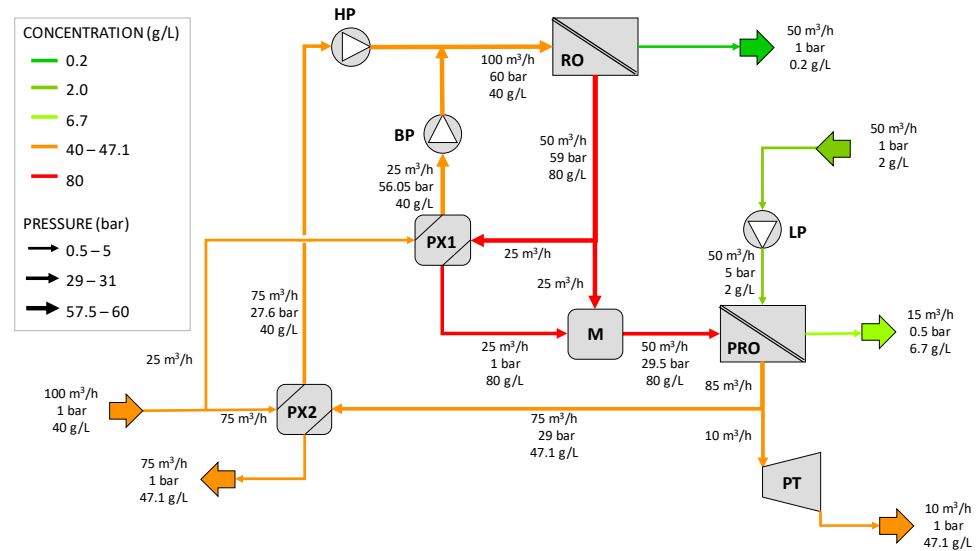 CONCENTRATION (g/L)
0.2
2.0
6.7
40 – 47.1
80
PRESSURE (bar)
0.5 – 5
29 – 31
57.5 – 60
HP
RO
50 m³/h
1 bar
0.2 g/L
100 m³/h
60 bar
40 g/L
BP
50 m³/h
59 bar
80 g/L
50 m³/h
1 bar
2 g/L
25 m³/h
56.05 bar
40 g/L
PX1
25 m³/h
LP
50 m³/h
5 bar
2 g/L
75 m³/h
27.6 bar
40 g/L
25 m³/h
M
25 m³/h
1 bar
80 g/L
50 m³/h
29.5 bar
80 g/L
PRO
15 m³/h
0.5 bar
6.7 g/L
25 m³/h
85 m³/h
100 m³/h
1 bar
40 g/L
75 m³/h
PX2
75 m³/h
29 bar
47.1 g/L
10 m³/h
75 m³/h
1 bar
47.1 g/L
PT
10 m³/h
1 bar
47.1 g/L